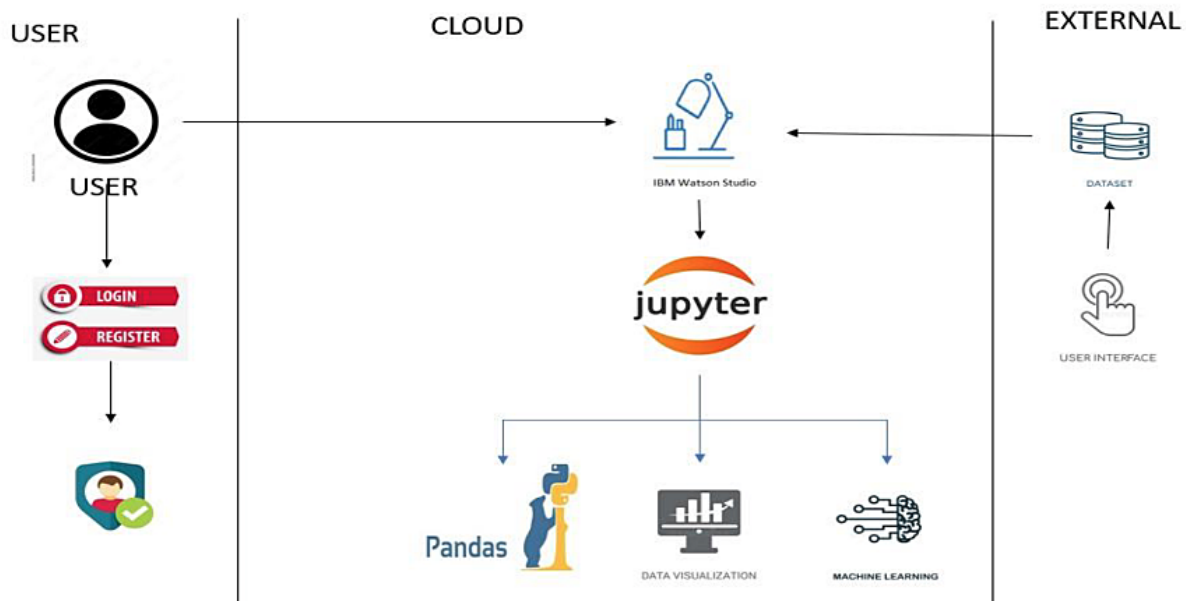 USER
CLOUD
EXTERNAL
USER
IBM Watson Studio
DATASET
LOGIN
REGISTER
jupyter
USER INTERFACE
Pandas
DATA VISUALIZATION
MACHINE LEARNING